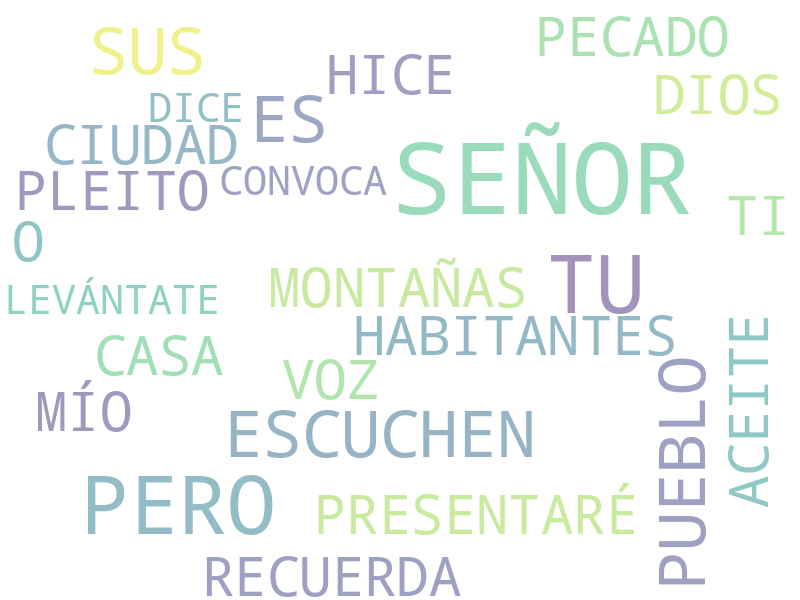 PECADO
SUS
HICE
DIOS
DICE
ES
CIUDAD
SEÑOR
PLEITO
CONVOCA
TI
O
TU
MONTAÑAS
LEVÁNTATE
HABITANTES
CASA
VOZ
ACEITE
MÍO
PUEBLO
ESCUCHEN
PERO
PRESENTARÉ
RECUERDA